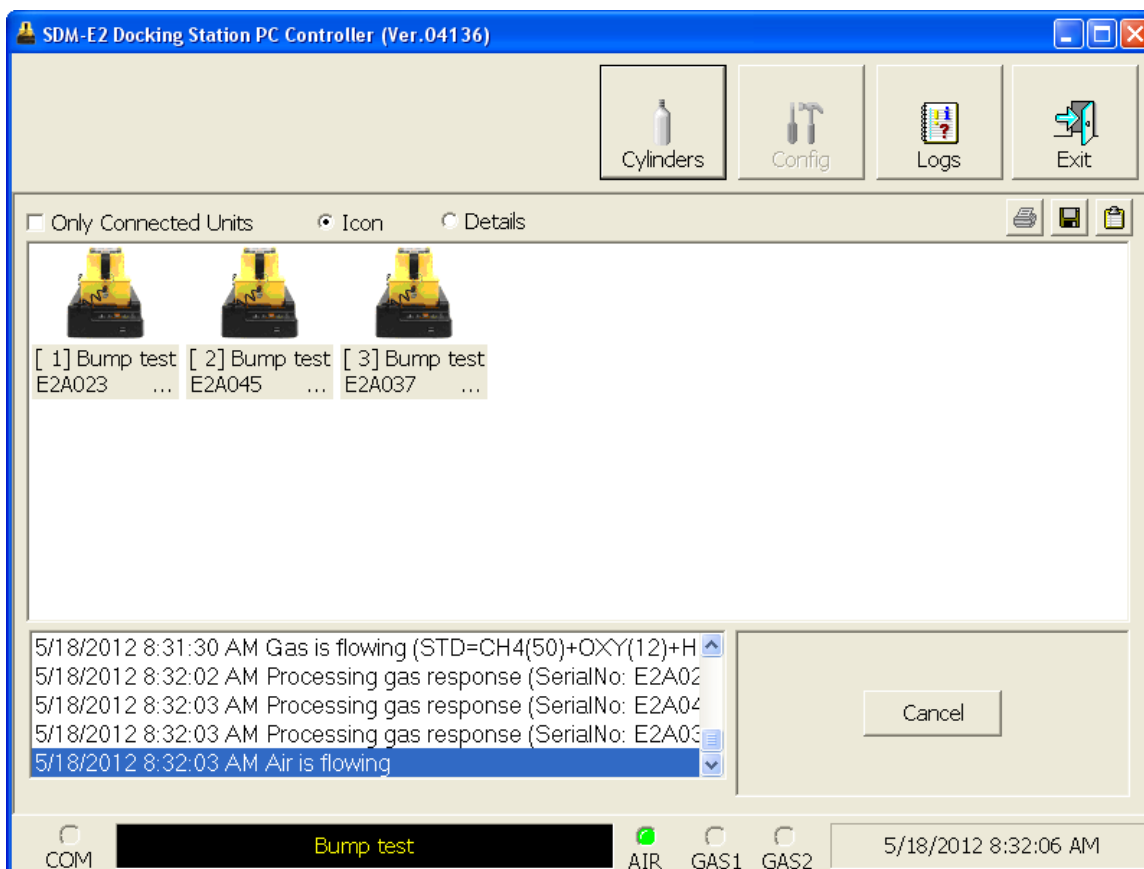 SDM-E2 Docking Station PC Controller (Ver.04136)
Cylinders
Config
Logs
Exit
Only Connected Units
Icon
Details
[ 1] Bump test
E2A023 ...
[ 2] Bump test
E2A045 ...
[ 3] Bump test
E2A037 ...
5/18/2012 8:31:30 AM Gas is flowing (STD=CH4(50)+OXY(12)+H
5/18/2012 8:32:02 AM Processing gas response (SerialNo: E2A02
5/18/2012 8:32:03 AM Processing gas response (SerialNo: E2A04
5/18/2012 8:32:03 AM Processing gas response (SerialNo: E2A03
5/18/2012 8:32:03 AM Air is flowing
Cancel
COM
Bump test
AIR
GAS1
GAS2
5/18/2012 8:32:06 AM